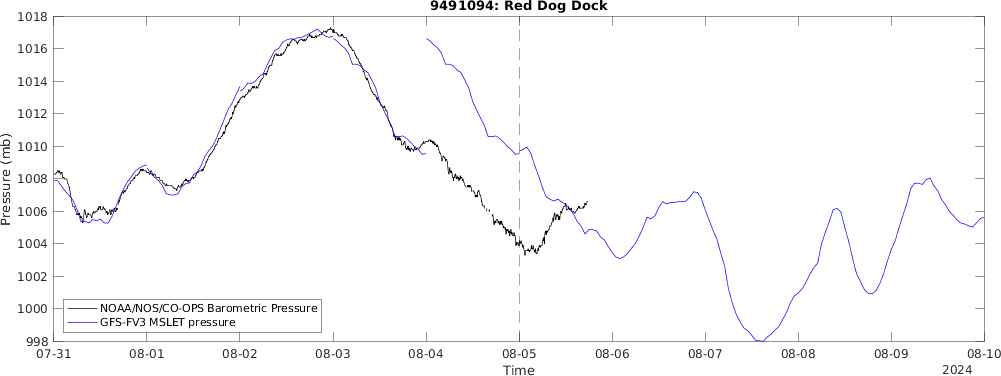 9491094: Red Dog Dock
Pressure (mb)
1018
1016
1014
1012
1010
1008
1006
1004
1002
1000
998
NOAA/NOS/CO-OPS Barometric Pressure
GFS-FV3 MSLET pressure
07-31 08-01 08-02 08-03 08-04 08-05 08-06 08-07 08-08 08-09 08-10
Time
2024